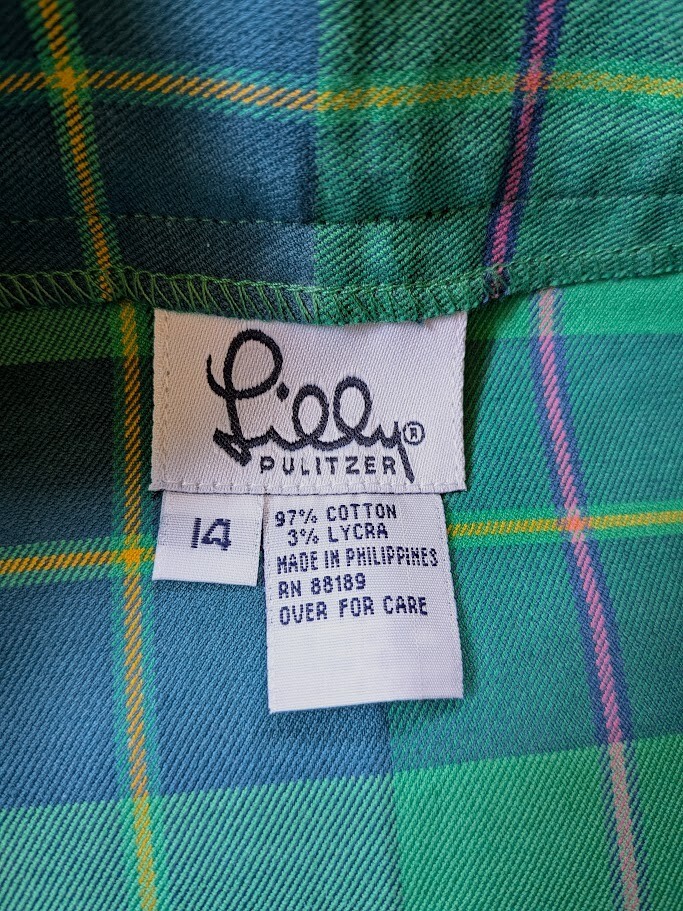 Lilly®
PULITZER
14
97% COTTON
3% LYCRA
MADE IN PHILIPPINES
RN 88189
OVER FOR CARE